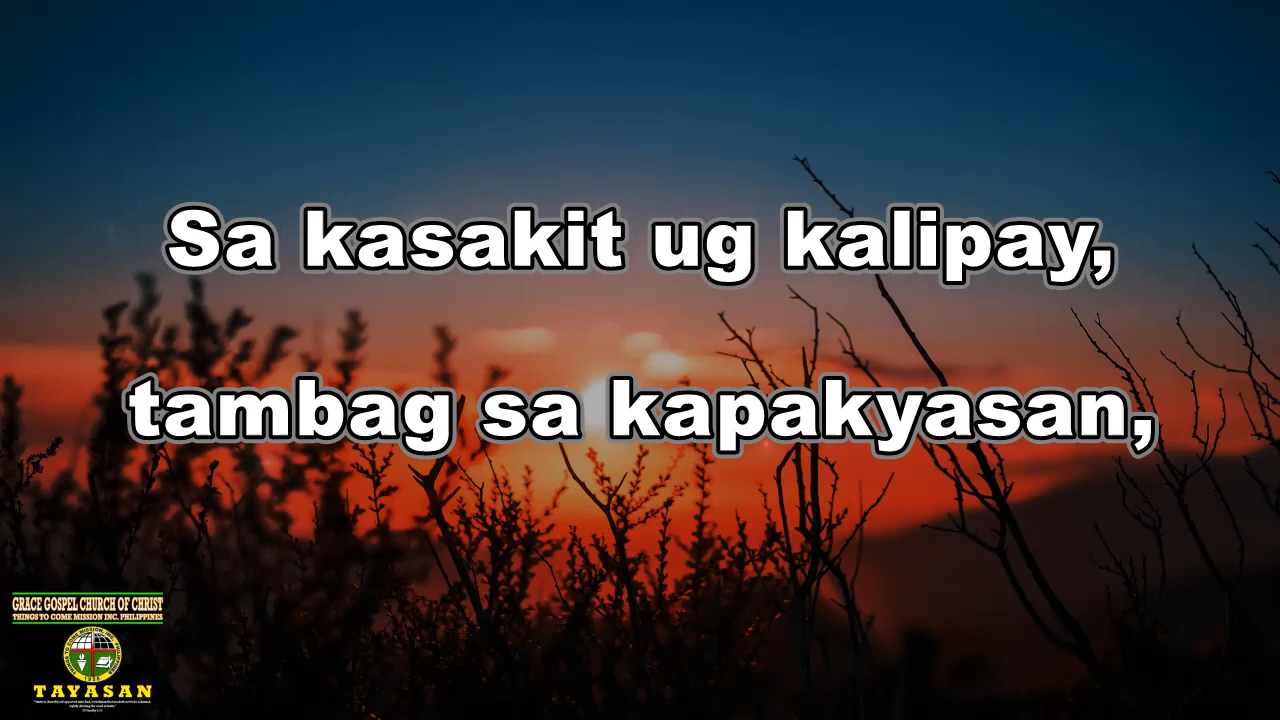 Sa kasakit ug kalipay,
tambag sa kapakyasan,
GRACE GOSPEL CHURCH OF CHRIST
THINGS TO COME MISSION INC. PHILIPPINES
TAYASAN